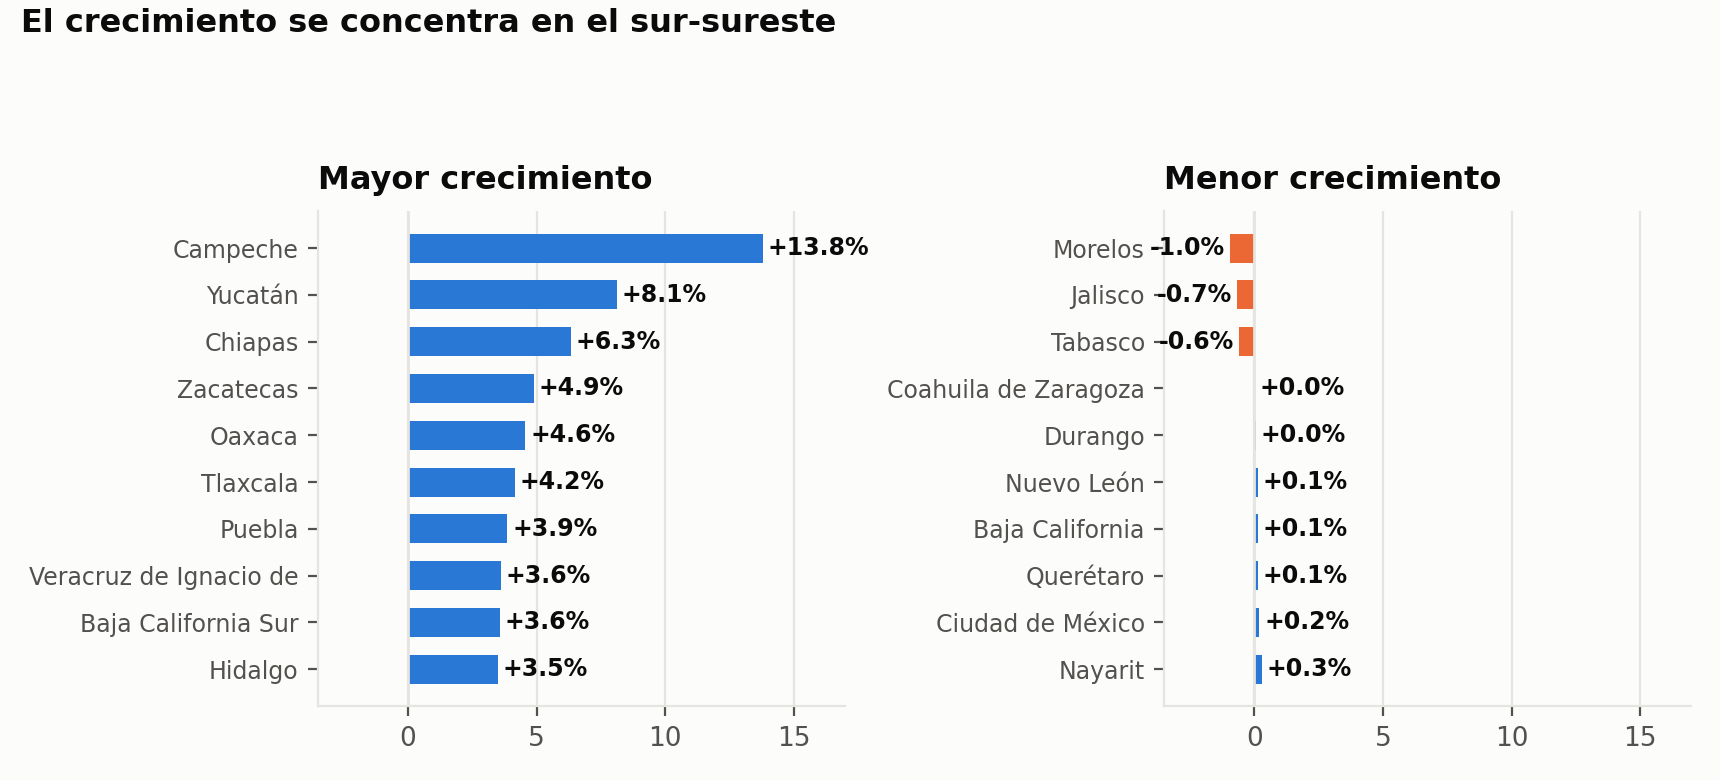 El crecimiento se concentra en el sur-sureste
Mayor crecimiento
Campeche +13.8%
Yucatán +8.1%
Chiapas +6.3%
Zacatecas +4.9%
Oaxaca +4.6%
Tlaxcala +4.2%
Puebla +3.9%
Veracruz de Ignacio de +3.6%
Baja California Sur +3.6%
Hidalgo +3.5%
0 5 10 15
Menor crecimiento
Morelos -1.0%
Jalisco -0.7%
Tabasco -0.6%
Coahuila de Zaragoza +0.0%
Durango +0.0%
Nuevo León +0.1%
Baja California +0.1%
Querétaro +0.1%
Ciudad de México +0.2%
Nayarit +0.3%
0 5 10 15